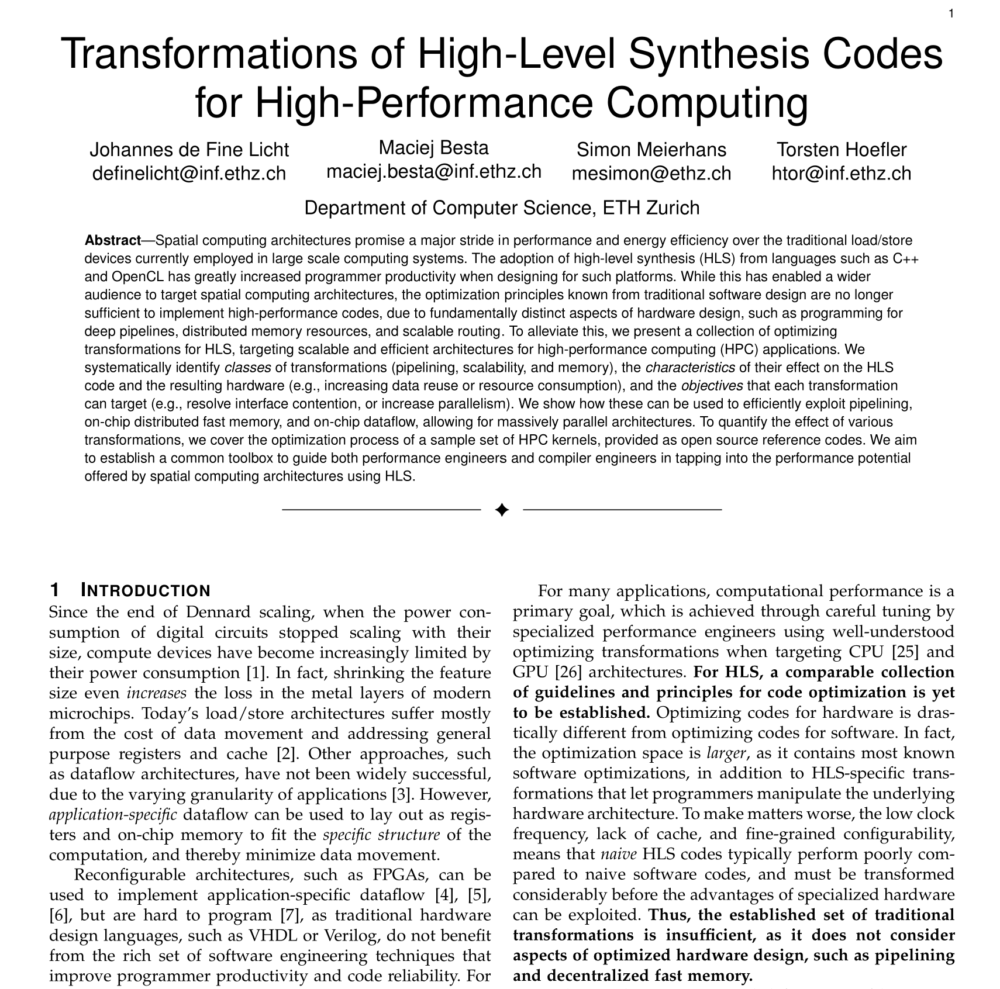 1
Transformations of High-Level Synthesis Codes
for High-Performance Computing
Johannes de Fine Licht
definelicht@inf.ethz.ch
Maciej Besta
maciej.besta@inf.ethz.ch
Simon Meierhans
mesimon@ethz.ch
Torsten Hoefler
htor@inf.ethz.ch
Department of Computer Science, ETH Zurich
Abstract—Spatial computing architectures promise a major stride in performance and energy efficiency over the traditional load/store
devices currently employed in large scale computing systems. The adoption of high-level synthesis (HLS) from languages such as C++
and OpenCL has greatly increased programmer productivity when designing for such platforms. While this has enabled a wider
audience to target spatial computing architectures, the optimization principles known from traditional software design are no longer
sufficient to implement high-performance codes, due to fundamentally distinct aspects of hardware design, such as programming for
deep pipelines, distributed memory resources, and scalable routing. To alleviate this, we present a collection of optimizing
transformations for HLS, targeting scalable and efficient architectures for high-performance computing (HPC) applications. We
systematically identify classes of transformations (pipelining, scalability, and memory), the characteristics of their effect on the HLS
code and the resulting hardware (e.g., increasing data reuse or resource consumption), and the objectives that each transformation
can target (e.g., resolve interface contention, or increase parallelism). We show how these can be used to efficiently exploit pipelining,
on-chip distributed fast memory, and on-chip dataflow, allowing for massively parallel architectures. To quantify the effect of various
transformations, we cover the optimization process of a sample set of HPC kernels, provided as open source reference codes. We aim
to establish a common toolbox to guide both performance engineers and compiler engineers in tapping into the performance potential
offered by spatial computing architectures using HLS.
1 INTRODUCTION
Since the end of Dennard scaling, when the power con-
sumption of digital circuits stopped scaling with their
size, compute devices have become increasingly limited by
their power consumption [1]. In fact, shrinking the feature
size even increases the loss in the metal layers of modern
microchips. Today's load/store architectures suffer mostly
from the cost of data movement and addressing general
purpose registers and cache [2]. Other approaches, such
as dataflow architectures, have not been widely successful,
due to the varying granularity of applications [3]. However,
application-specific dataflow can be used to lay out as regis-
ters and on-chip memory to fit the specific structure of the
computation, and thereby minimize data movement.
Reconfigurable architectures, such as FPGAs, can be
used to implement application-specific dataflow [4], [5],
[6], but are hard to program [7], as traditional hardware
design languages, such as VHDL or Verilog, do not benefit
from the rich set of software engineering techniques that
improve programmer productivity and code reliability. For
For many applications, computational performance is a
primary goal, which is achieved through careful tuning by
specialized performance engineers using well-understood
optimizing transformations when targeting CPU [25] and
GPU [26] architectures. For HLS, a comparable collection
of guidelines and principles for code optimization is yet
to be established. Optimizing codes for hardware is dras-
tically different from optimizing codes for software. In fact,
the optimization space is larger, as it contains most known
software optimizations, in addition to HLS-specific trans-
formations that let programmers manipulate the underlying
hardware architecture. To make matters worse, the low clock
frequency, lack of cache, and fine-grained configurability,
means that naive HLS codes typically perform poorly com-
pared to naive software codes, and must be transformed
considerably before the advantages of specialized hardware
can be exploited. Thus, the established set of traditional
transformations is insufficient, as it does not consider
aspects of optimized hardware design, such as pipelining
and decentralized fast memory.